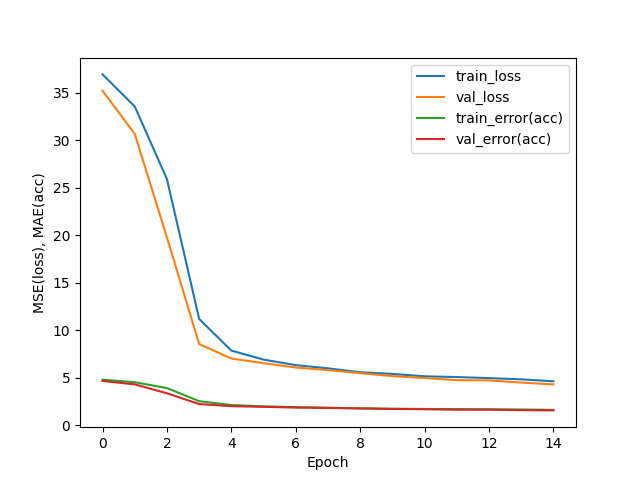 train_loss
val_loss
train_error(acc)
val_error(acc)
MSE(loss), MAE(acc)
35
30
25
20
15
10
5
0
0 2 4 6 8 10 12 14
Epoch